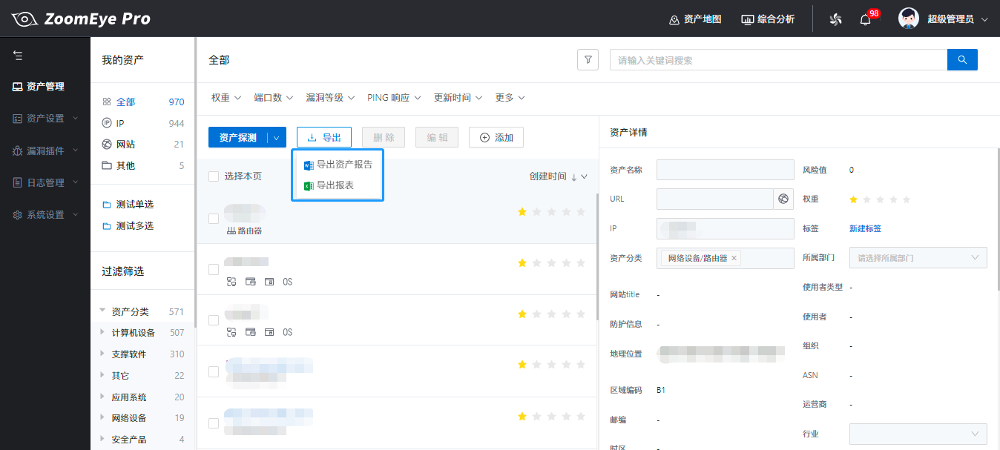 ZoomEye Pro
资产地图
综合分析
98
超级管理员
资产管理
资产设置
漏洞插件
日志管理
系统设置
我的资产
全部 970
IP 944
网站 21
其他 5
测试单选
测试多选
过滤筛选
资产分类 571
计算机设备 507
支撑软件 310
其它 22
应用系统 20
网络设备 19
安全产品 4
全部
请输入关键词搜索
权重 端口数 漏洞等级 PING 响应 更新时间 更多
资产探测 导出 删 除 编 辑 添加
导出资产报告
导出报表
选择本页 创建时间
路由器
OS
OS
资产详情
资产名称 风险值 0
URL 权重
IP 标签 新建标签
资产分类 网络设备/路由器 × 所属部门 请选择所属部门
网站title - 使用者类型 -
防护信息 - 使用者 -
地理位置 组织 -
区域编码 B1 ASN -
邮编 - 运营商 -
时区 - 行业